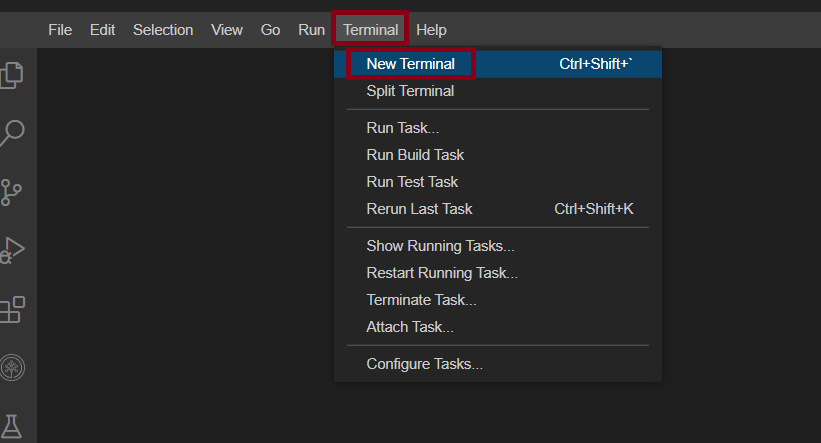 File Edit Selection View Go Run Terminal Help
New Terminal Ctrl+Shift+`
Split Terminal
Run Task...
Run Build Task
Run Test Task
Rerun Last Task Ctrl+Shift+K
Show Running Tasks...
Restart Running Task...
Terminate Task...
Attach Task...
Configure Tasks...